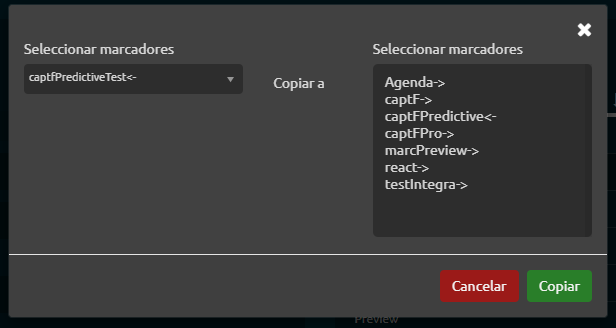 Seleccionar marcadores
captfPredictiveTest<-
Copiar a
Seleccionar marcadores
Agenda->
captF->
captFPredictive<-
captFPro->
marcPreview->
react->
testIntegra->
Cancelar
Copiar
Preview